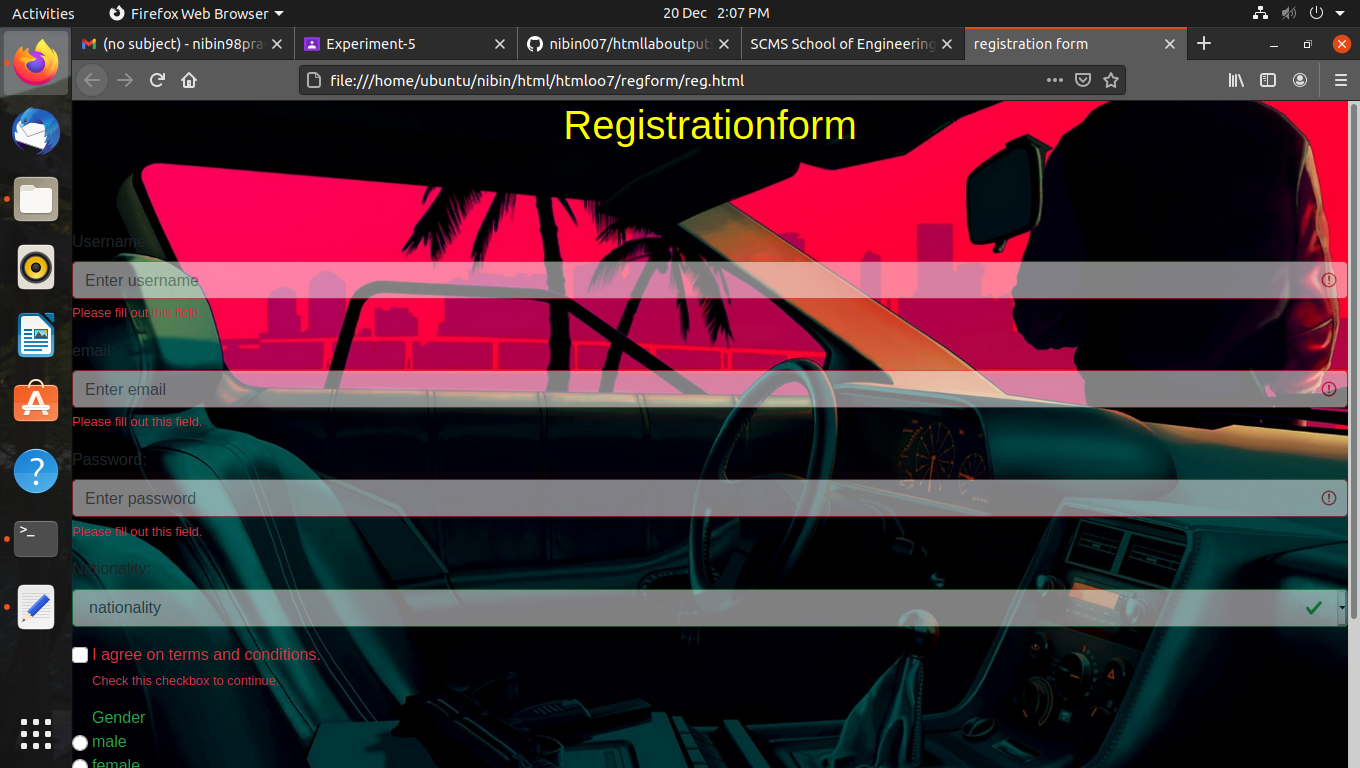 Activities Firefox Web Browser 20 Dec 2:07 PM
(no subject) - nibin98pra Experiment-5 nibin007/htmllaboutput SCMS School of Engineering registration form
file:///home/ubuntu/nibin/html/htmloo7/regform/reg.html
Registrationform
Username:
Enter username
Please fill out this field.
email:
Enter email
Please fill out this field.
Password:
Enter password
Please fill out this field.
Nationality:
nationality
I agree on terms and conditions.
Check this checkbox to continue.
Gender
male
female